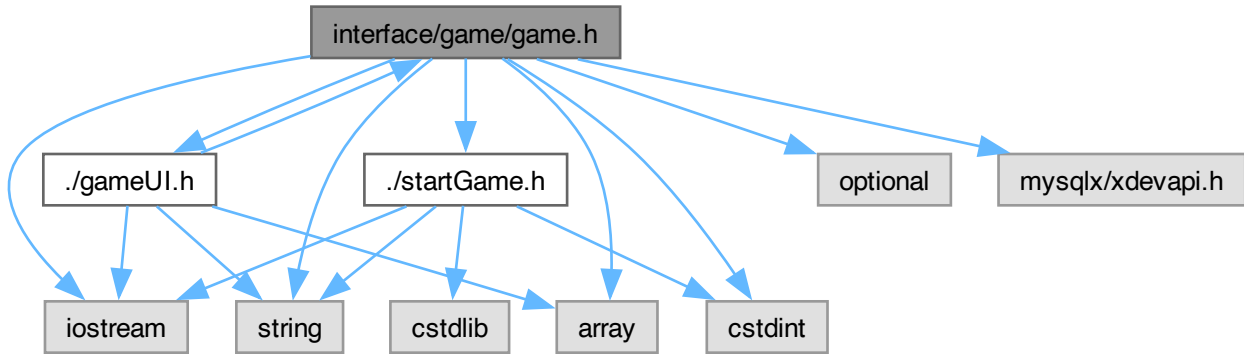 interface/game/game.h
./gameUI.h
./startGame.h
optional
mysqlx/xdevapi.h
iostream
string
cstdlib
array
cstdint